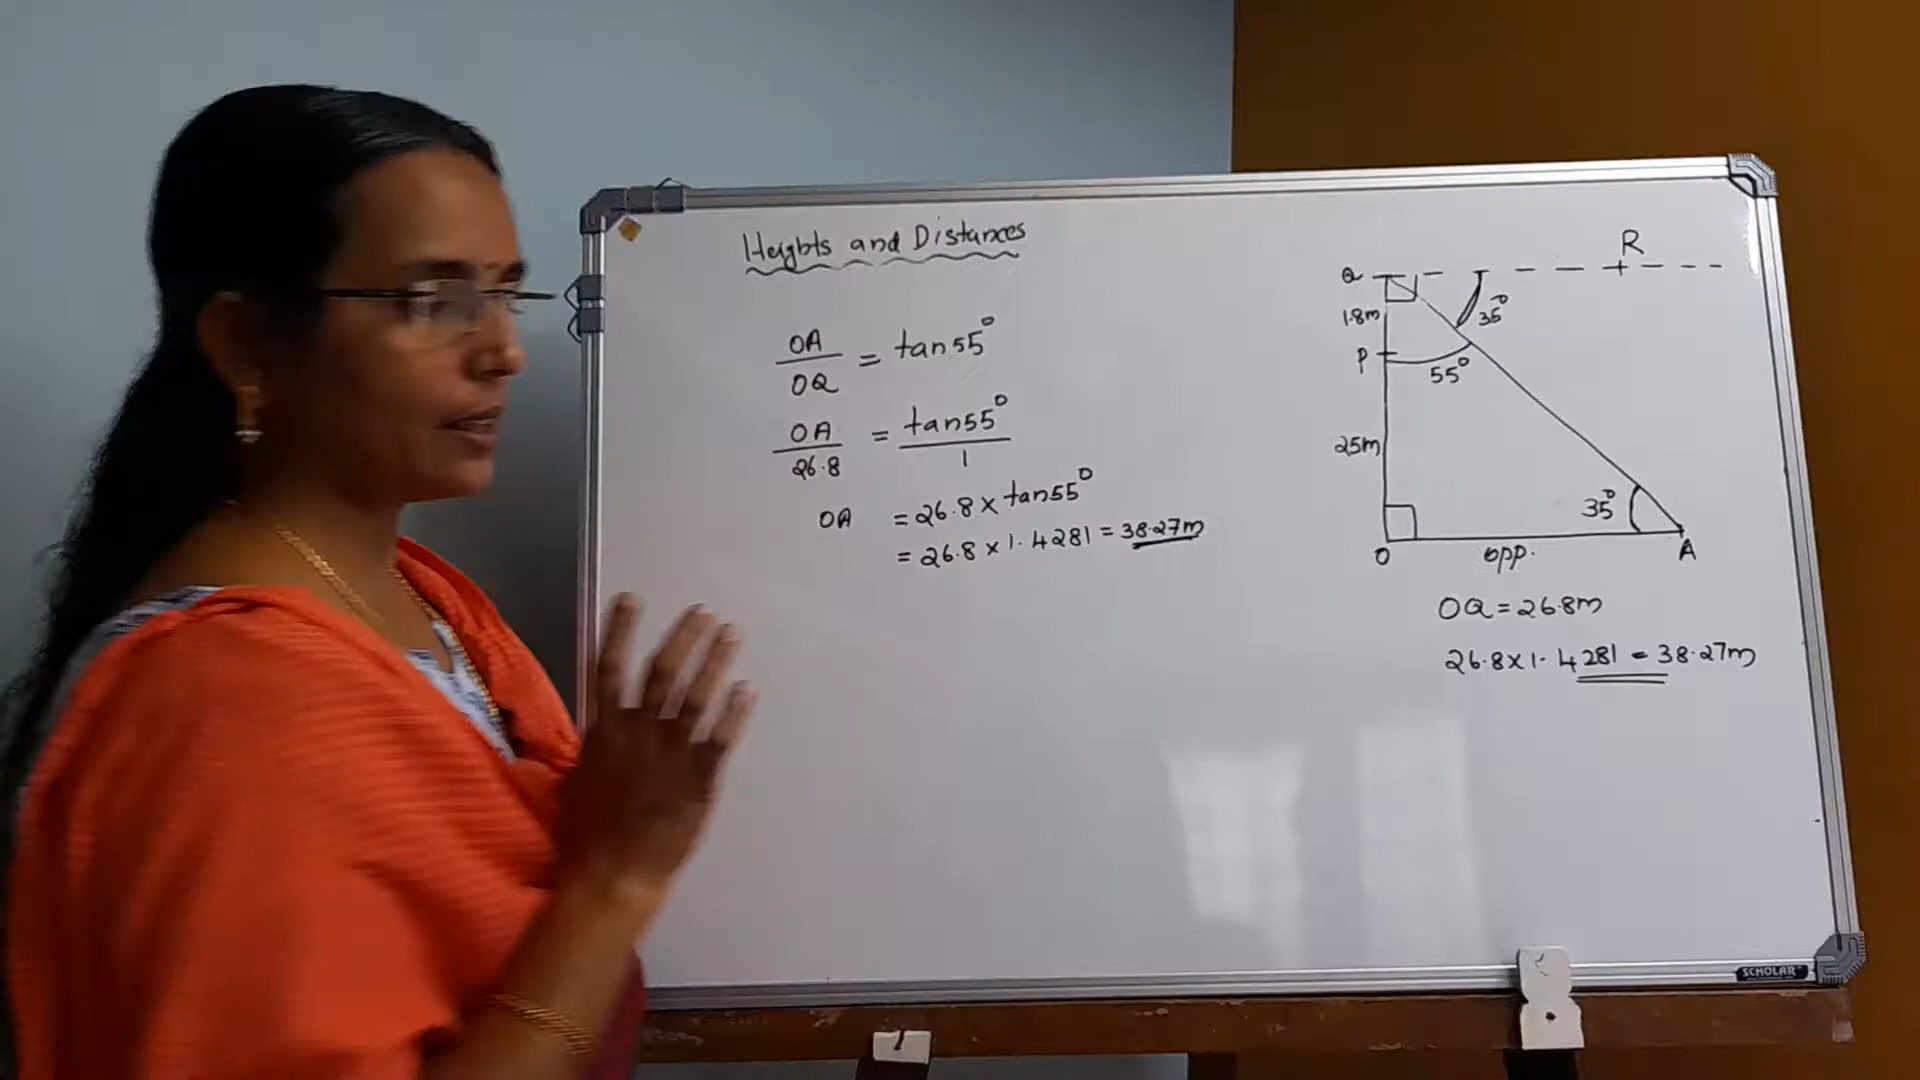 Heights and Distances
OA/OQ = tan55°
OA/26.8 = tan55°/1
OA = 26.8 × tan55°
= 26.8 × 1.4281 = 38.27m
R
Q
35°
1.8m
P
55°
25m
35°
O
opp.
A
OQ = 26.8m
26.8×1.4281 = 38.27m
SCHOLAR